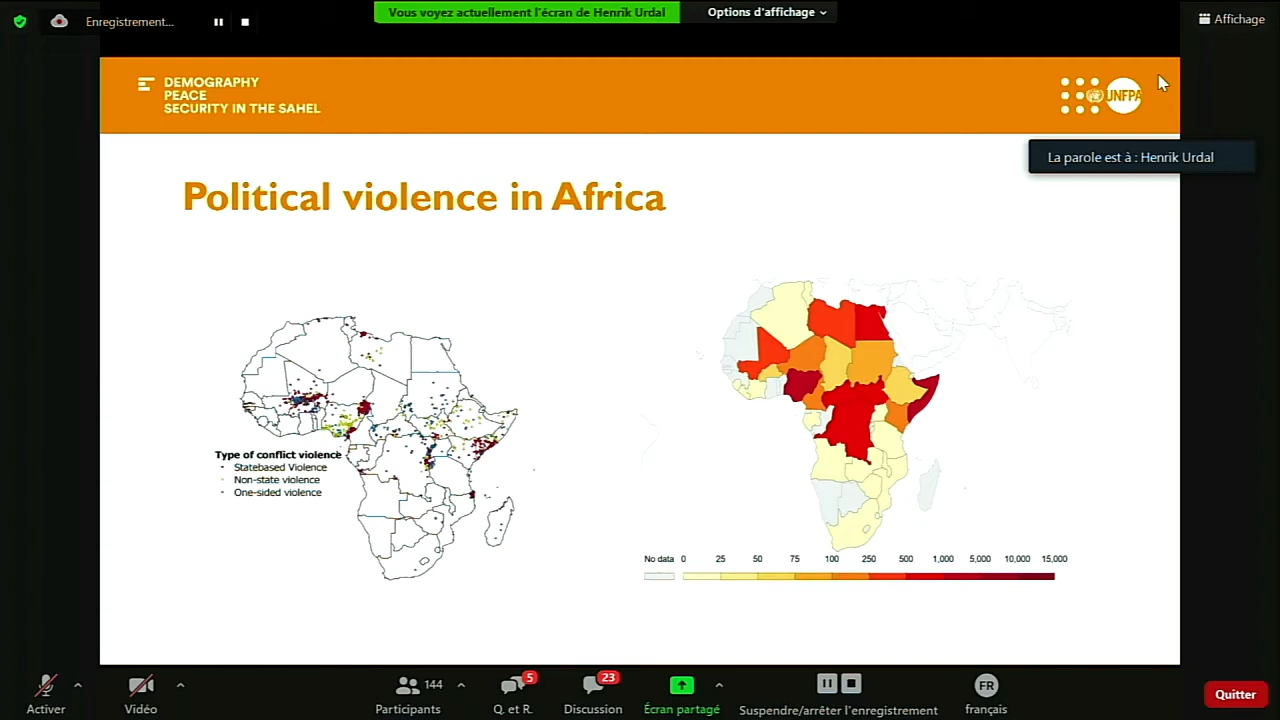 Enregistrement...
Vous voyez actuellement l'écran de Henrik Urdal
Options d'affichage
Affichage
DEMOGRAPHY
PEACE
SECURITY IN THE SAHEL
UNFPA
La parole est à : Henrik Urdal
Political violence in Africa
Type of conflict violence
Statebased Violence
Non-state violence
One-sided violence
No data 0 25 50 75 100 250 500 1,000 5,000 10,000 15,000
Activer
Vidéo
144
Participants
5
Q. et R.
23
Discussion
Écran partagé
Suspendre/arrêter l'enregistrement
FR
français
Quitter